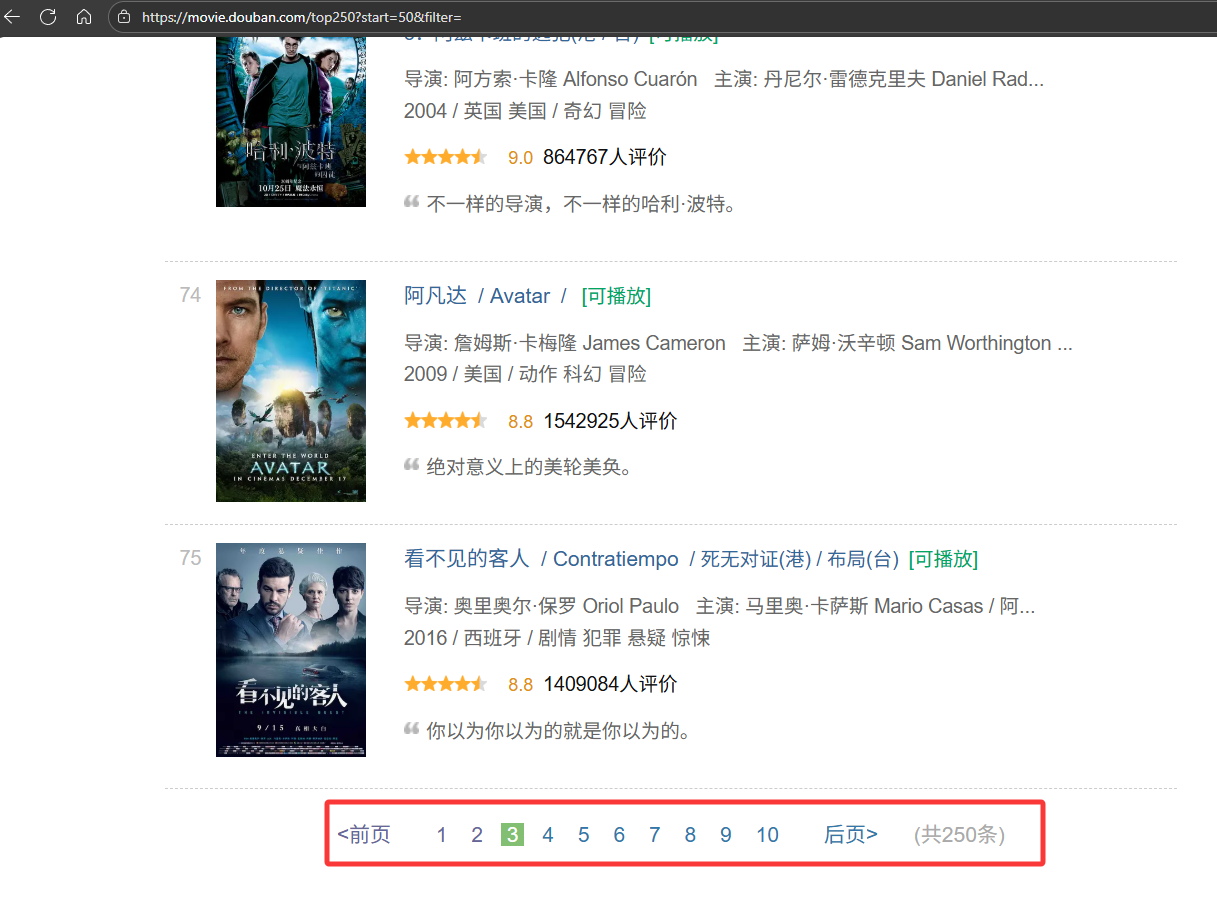 https://movie.douban.com/top250?start=50&filter=
导演: 阿方索·卡隆 Alfonso Cuarón 主演: 丹尼尔·雷德克里夫 Daniel Rad...
2004 / 英国 美国 / 奇幻 冒险
9.0 864767人评价
不一样的导演，不一样的哈利·波特。
哈利·波特
10月25日 魔法永恒
74
阿凡达 / Avatar / [可播放]
导演: 詹姆斯·卡梅隆 James Cameron 主演: 萨姆·沃辛顿 Sam Worthington ...
2009 / 美国 / 动作 科幻 冒险
8.8 1542925人评价
绝对意义上的美轮美奂。
FROM THE DIRECTOR OF 'TITANIC'
ENTER THE WORLD
AVATAR
IN CINEMAS DECEMBER 17
75
看不见的客人 / Contratiempo / 死无对证(港) / 布局(台) [可播放]
导演: 奥里奥尔·保罗 Oriol Paulo 主演: 马里奥·卡萨斯 Mario Casas / 阿...
2016 / 西班牙 / 剧情 犯罪 悬疑 惊悚
8.8 1409084人评价
你以为你以为的就是你以为的。
看不见的客人
THE INVISIBLE GUEST
9/15 真相大白
<前页 1 2 3 4 5 6 7 8 9 10 后页> (共250条)